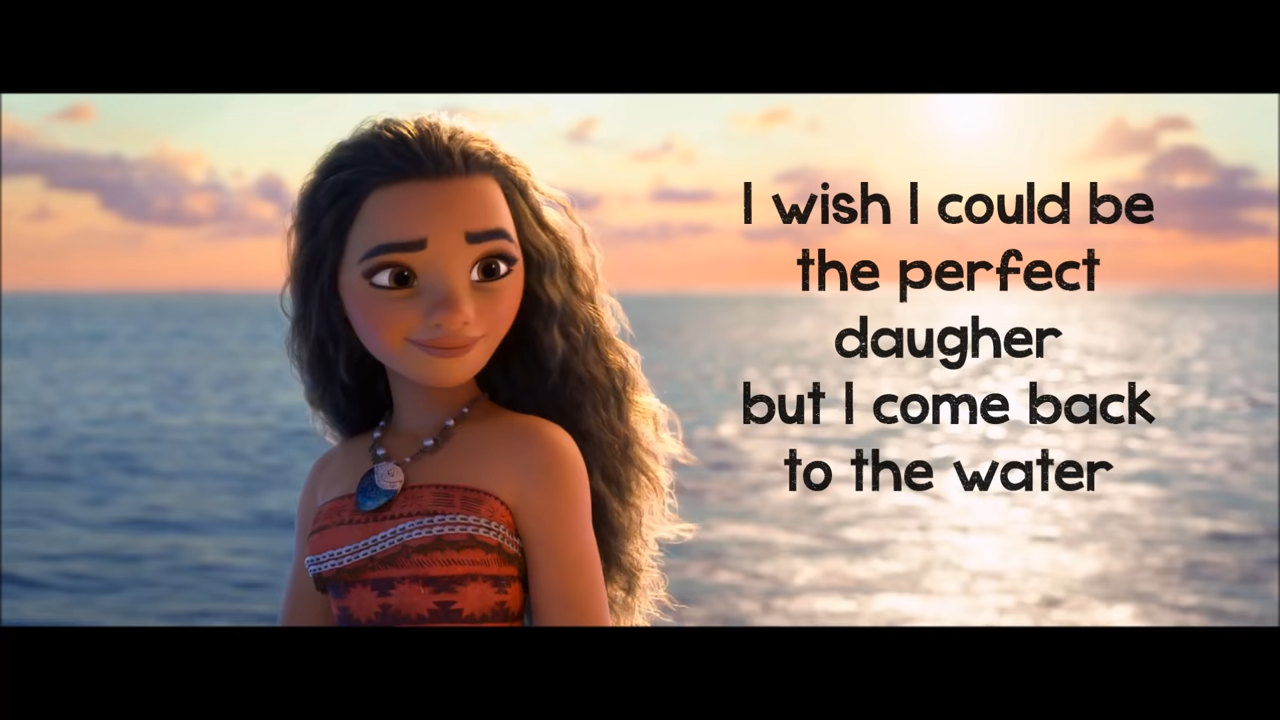 I wish I could be
the perfect
daugher
but I come back
to the water